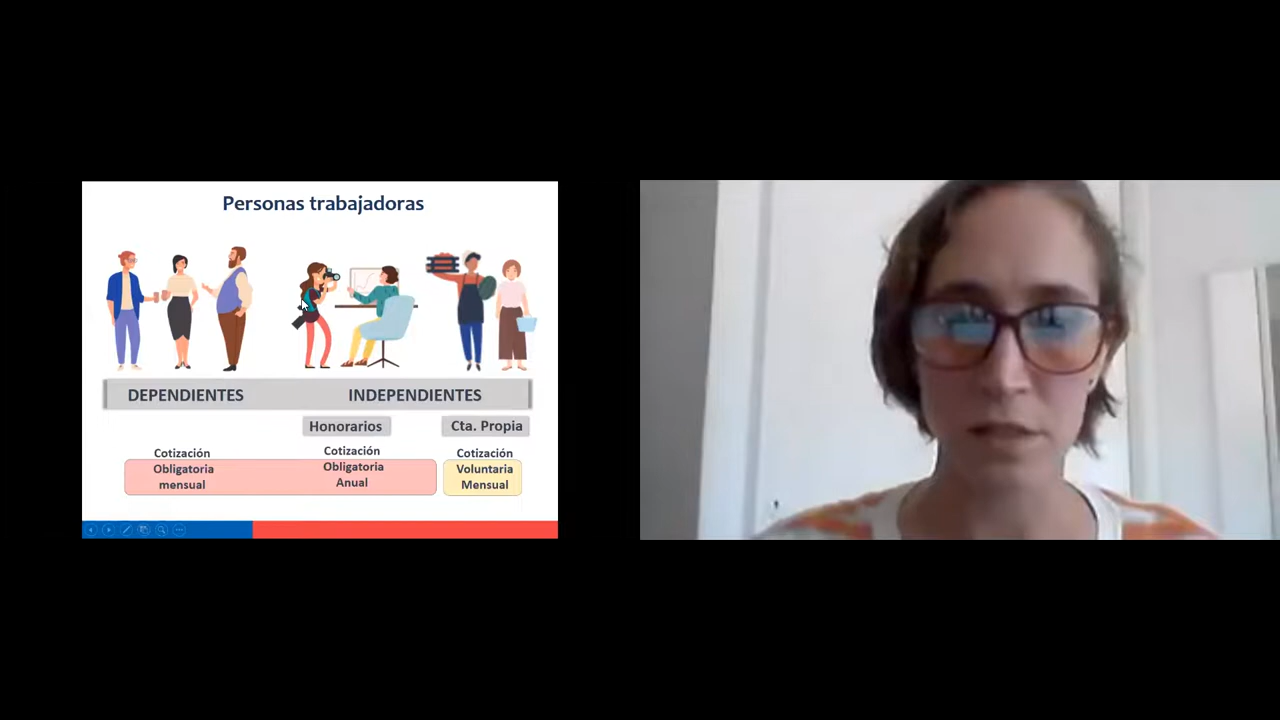 Personas trabajadoras
DEPENDIENTES
INDEPENDIENTES
Honorarios
Cta. Propia
Cotización
Obligatoria
mensual
Cotización
Obligatoria
Anual
Cotización
Voluntaria
Mensual